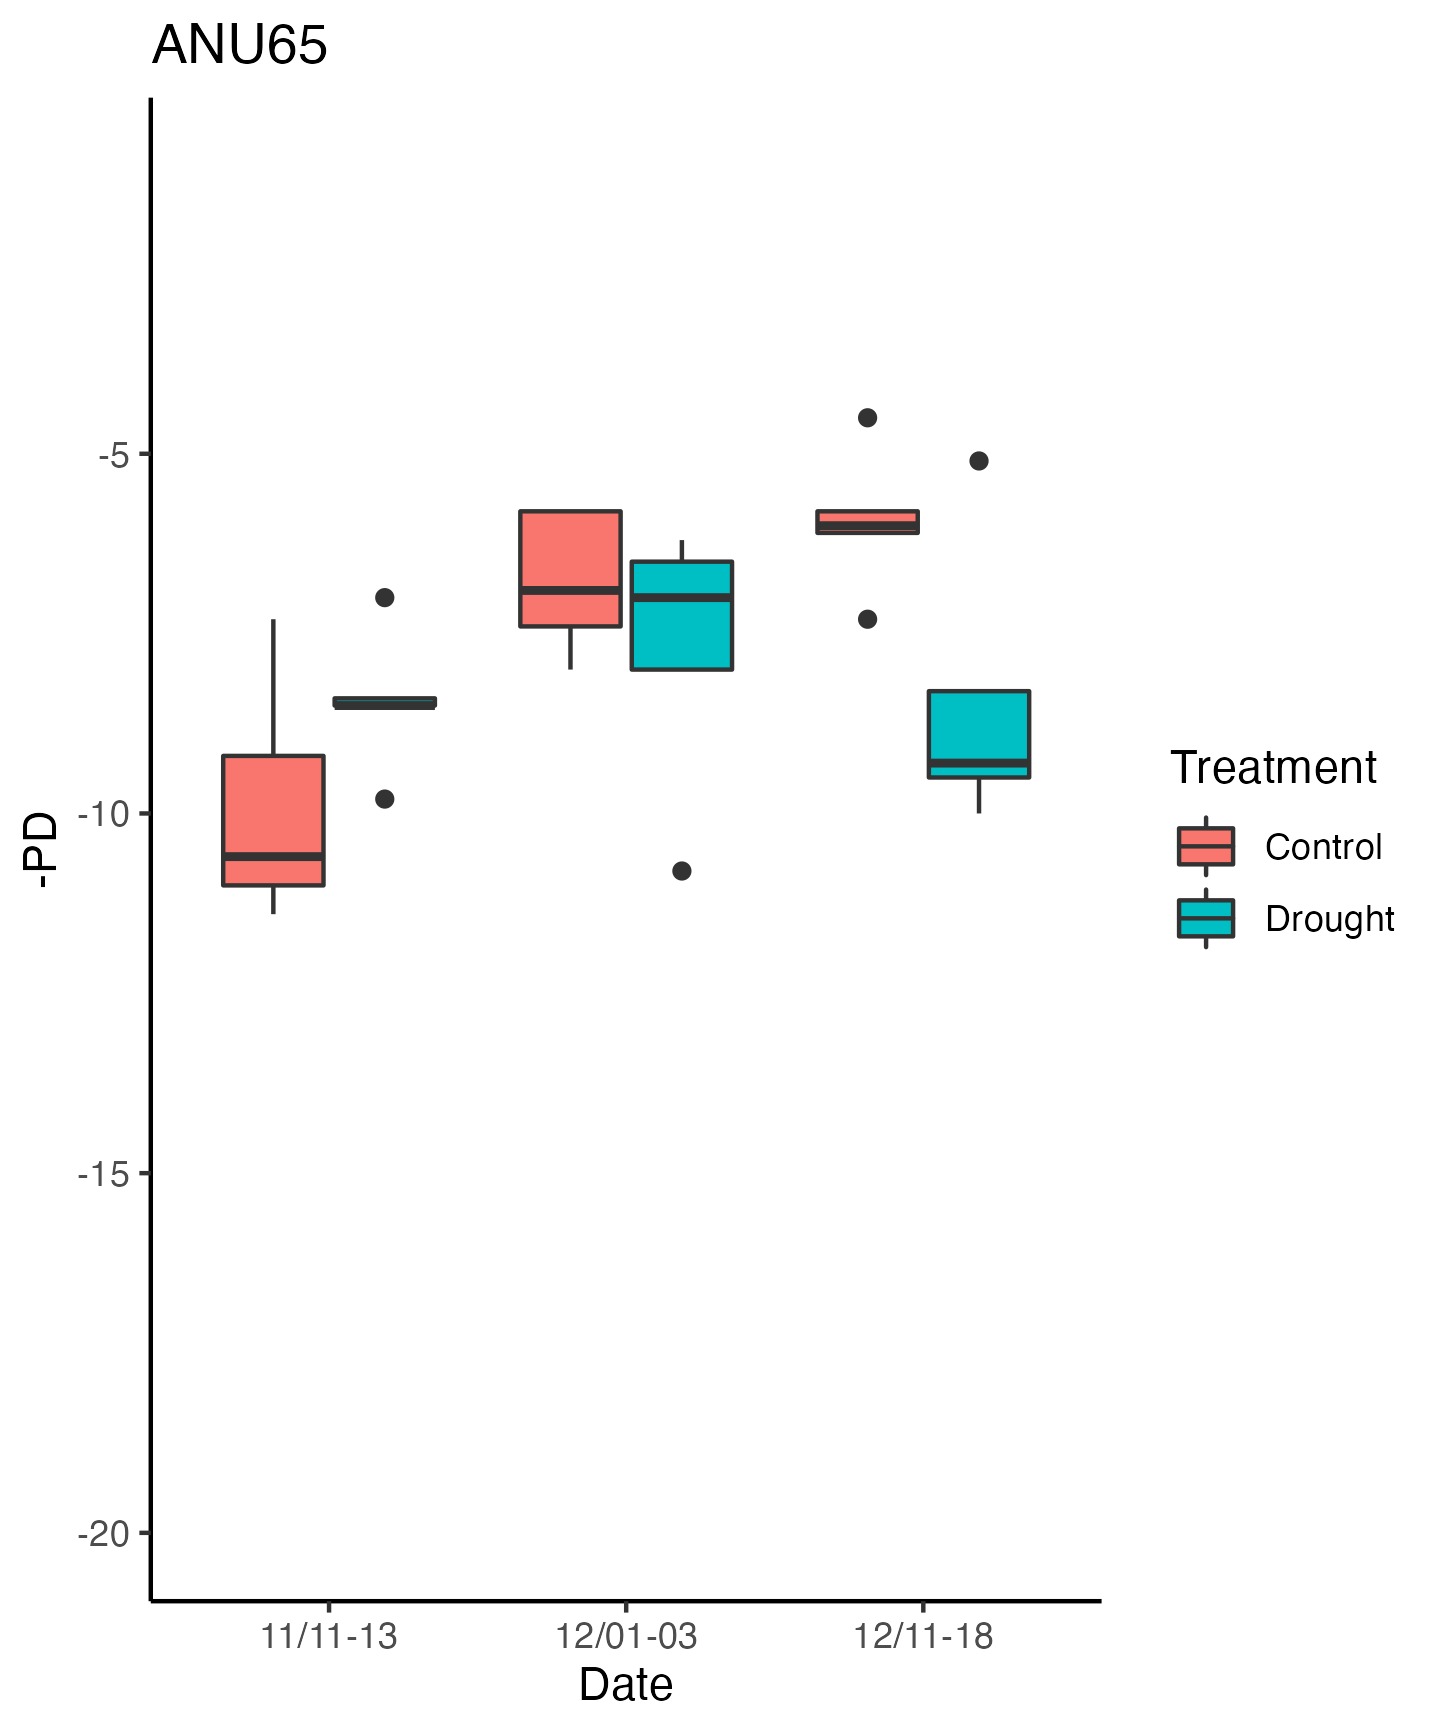 ANU65
-PD
-5
-10
-15
-20
11/11-13
12/01-03
12/11-18
Date
Treatment
Control
Drought